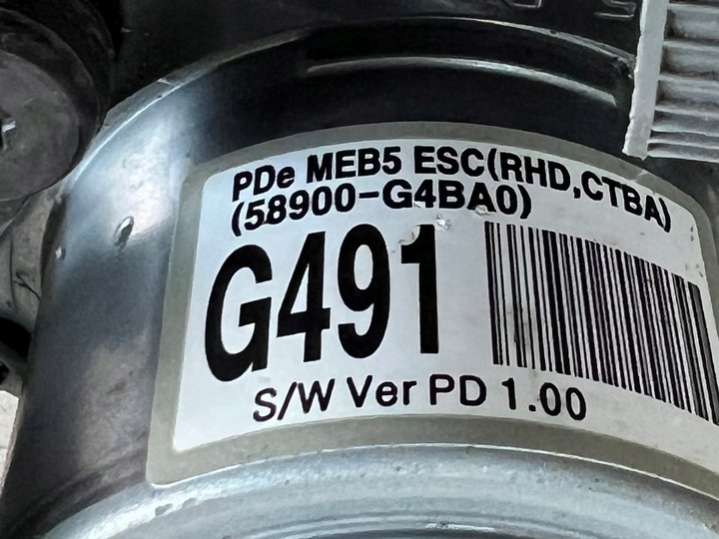 PDe MEB5 ESC(RHD,CTBA)
(58900-G4BA0)
G491
S/W Ver PD 1.00